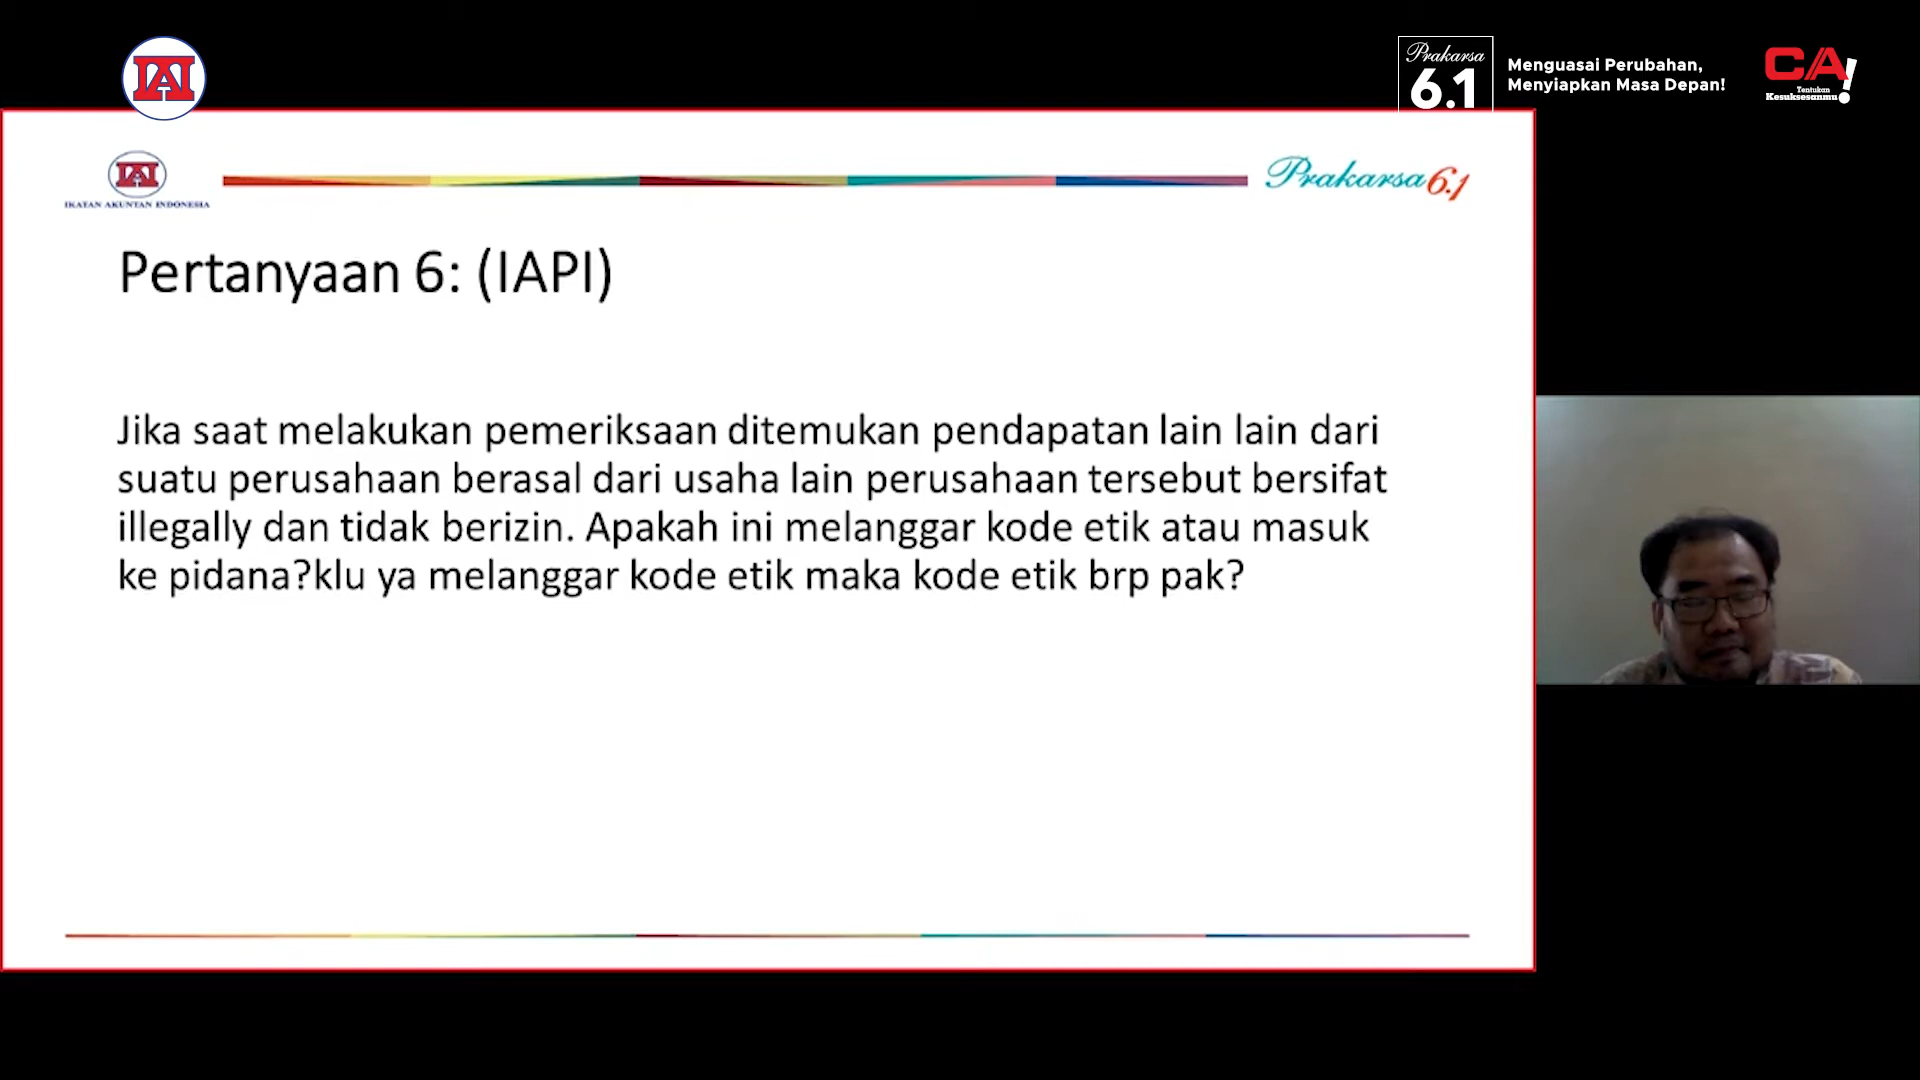 IAI
Prakarsa
6.1
Menguasai Perubahan,
Menyiapkan Masa Depan!
CA!
Tentukan
Kesuksesanmu
IAI
IKATAN AKUNTAN INDONESIA
Prakarsa 6.1
Pertanyaan 6: (IAPI)
Jika saat melakukan pemeriksaan ditemukan pendapatan lain lain dari
suatu perusahaan berasal dari usaha lain perusahaan tersebut bersifat
illegally dan tidak berizin. Apakah ini melanggar kode etik atau masuk
ke pidana?klu ya melanggar kode etik maka kode etik brp pak?